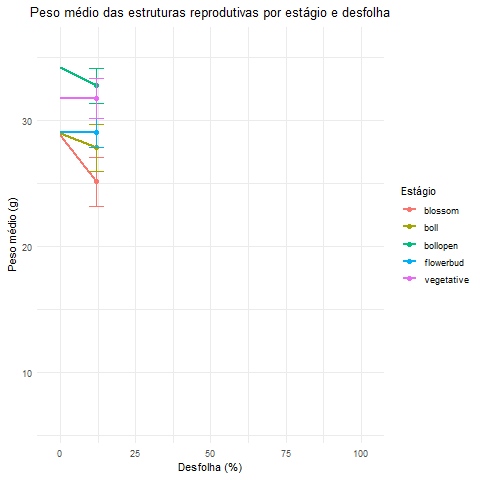 Peso médio das estruturas reprodutivas por estágio e desfolha
Peso médio (g)
30
20
10
0
25
50
75
100
Desfolha (%)
Estágio
blossom
boll
bollopen
flowerbud
vegetative